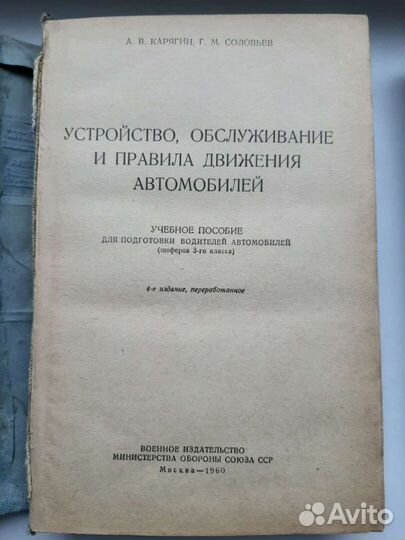 А. В. КАРЯГИН, Г. М. СОЛОВЬЕВ
УСТРОЙСТВО, ОБСЛУЖИВАНИЕ
И ПРАВИЛА ДВИЖЕНИЯ
АВТОМОБИЛЕЙ
УЧЕБНОЕ ПОСОБИЕ
ДЛЯ ПОДГОТОВКИ ВОДИТЕЛЕЙ АВТОМОБИЛЕЙ
(шоферов 3-го класса)
4-е издание, переработанное
ВОЕННОЕ ИЗДАТЕЛЬСТВО
МИНИСТЕРСТВА ОБОРОНЫ СОЮЗА ССР
Москва—1960
Avito